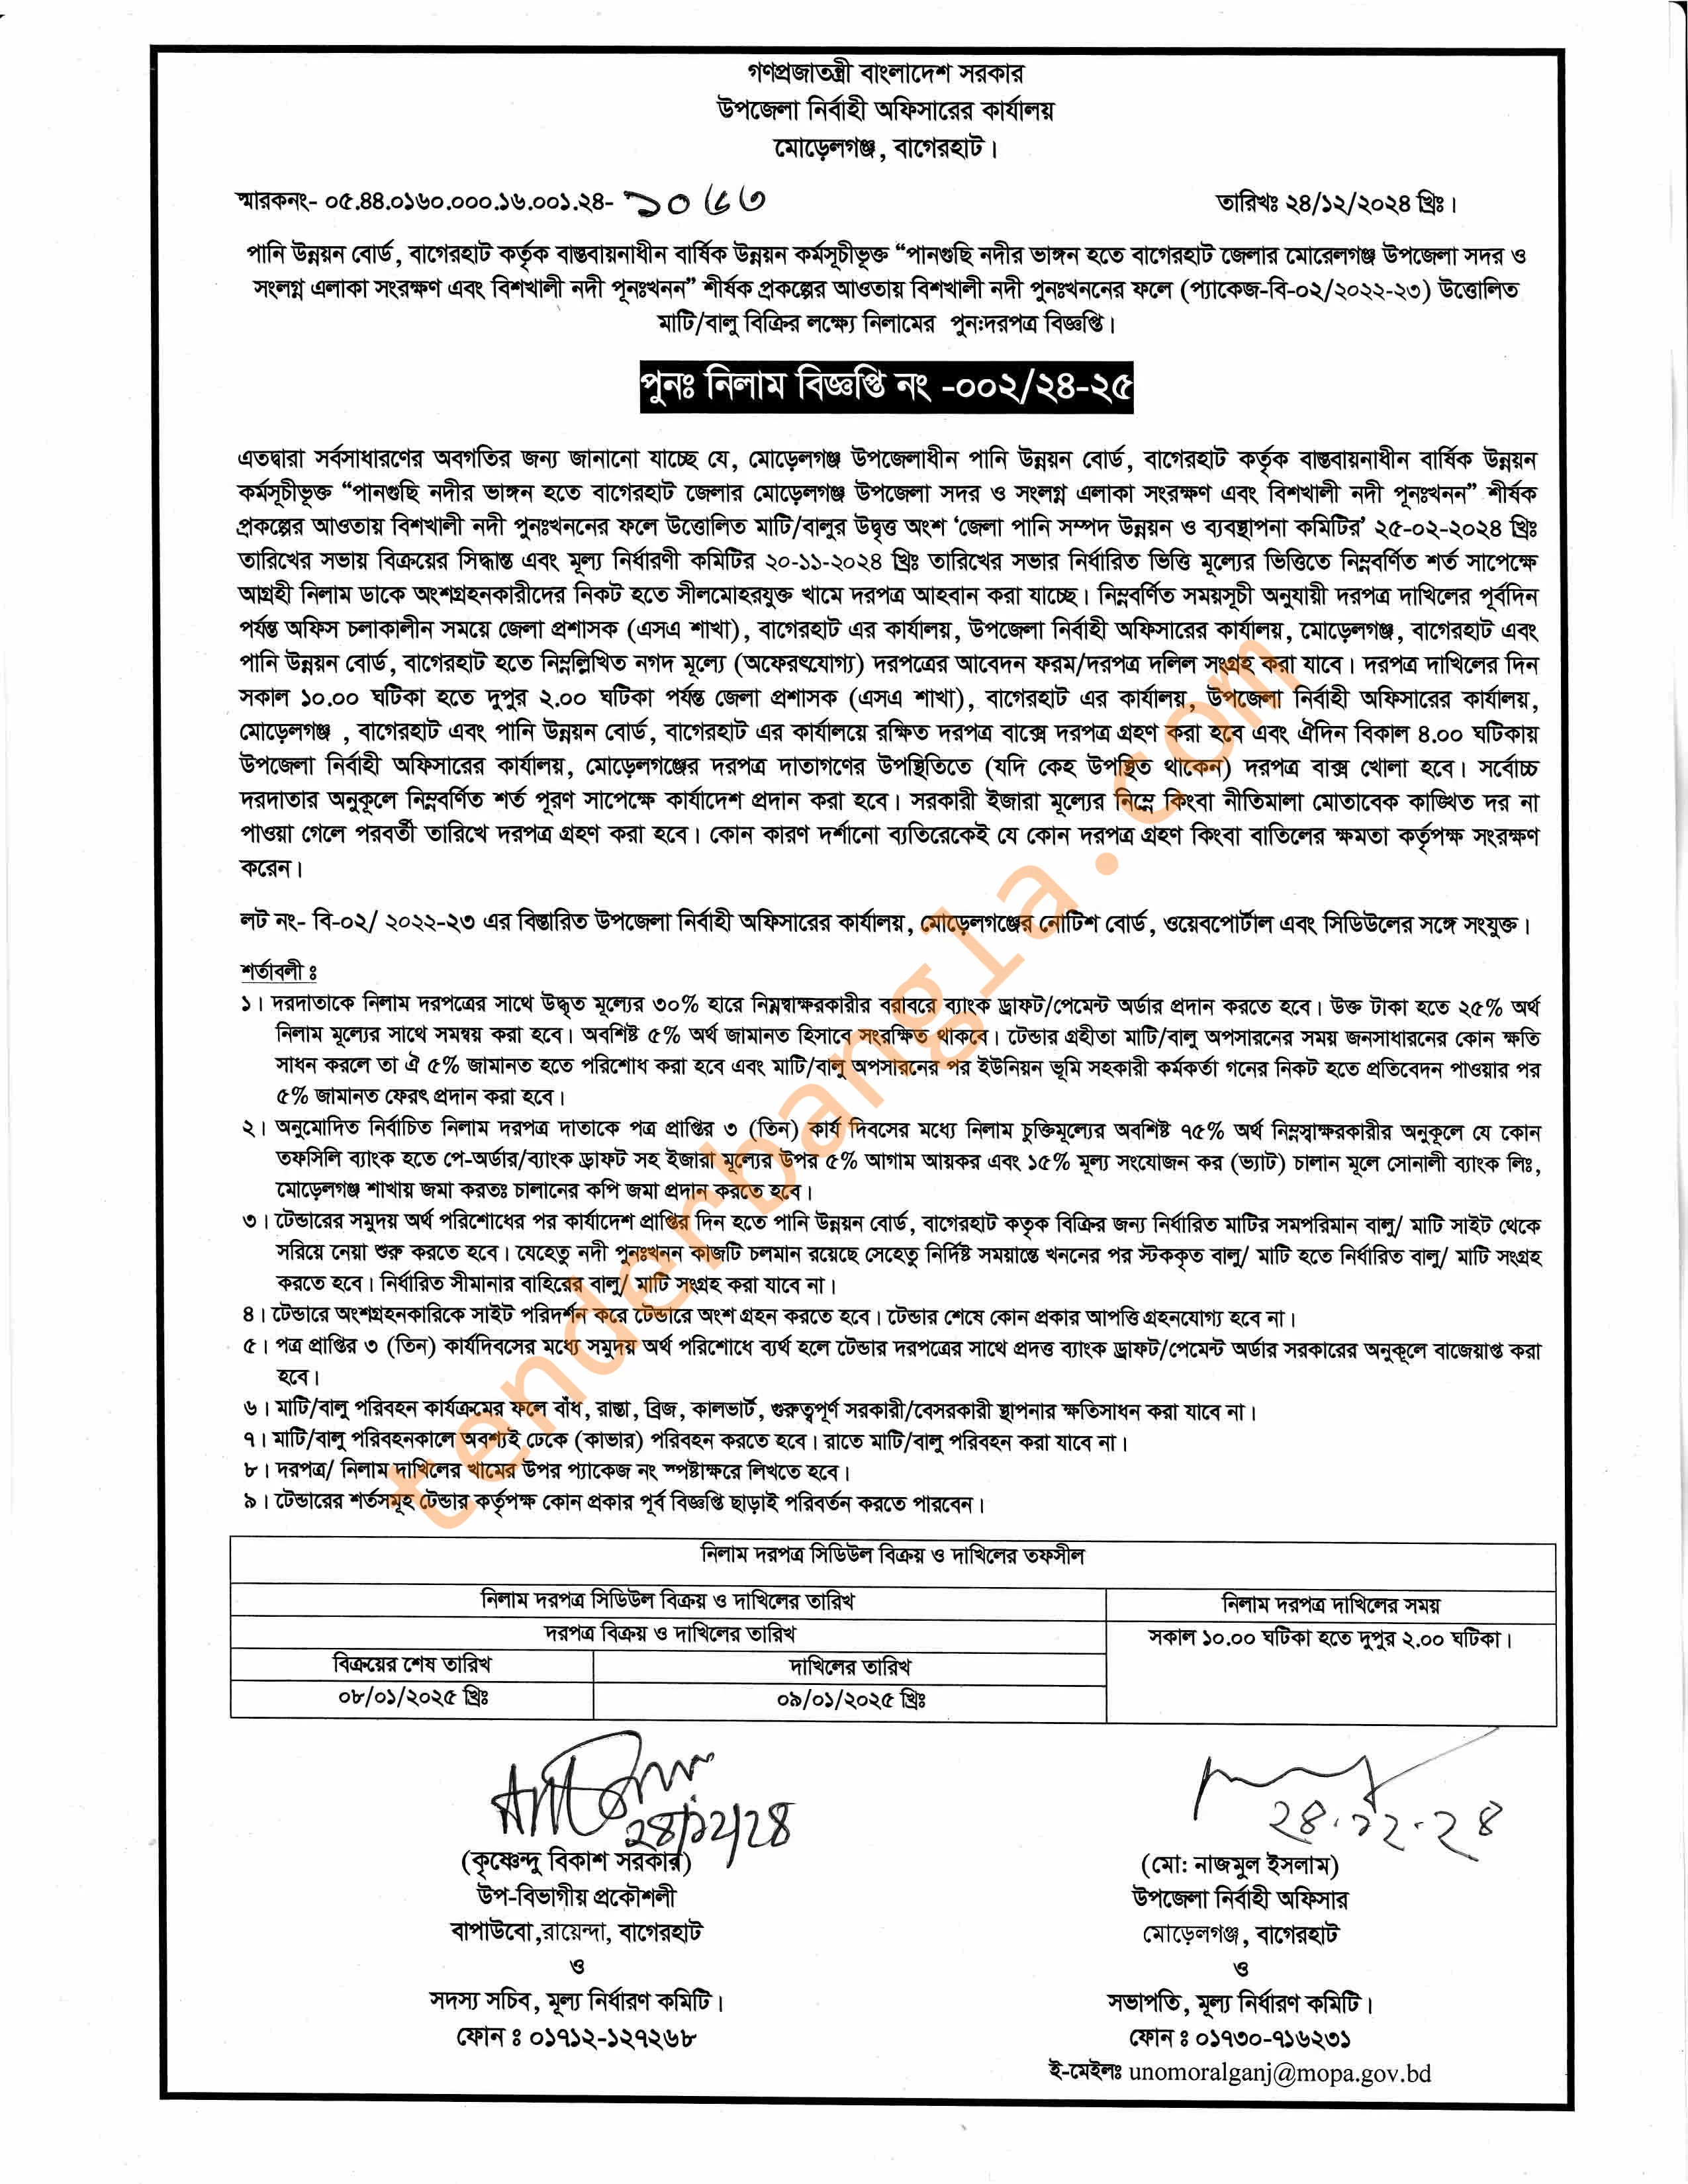 গণপ্রজাতন্ত্রী বাংলাদেশ সরকার
উপজেলা নির্বাহী অফিসারের কার্যালয়
মোড়েলগঞ্জ, বাগেরহাট।
স্মারকনং- ০৫.৪৪.০১৬০.০০০.১৬.০০১.২৪-
তারিখঃ ২৪/১২/২০২৪ খ্রিঃ।
পানি উন্নয়ন বোর্ড, বাগেরহাট কর্তৃক বাস্তবায়নাধীন বার্ষিক উন্নয়ন কর্মসূচীভূক্ত “পানগুছি নদীর ভাঙ্গন হতে বাগেরহাট জেলার মোরেলগঞ্জ উপজেলা সদর ও
সংলগ্ন এলাকা সংরক্ষণ এবং বিশখালী নদী পূনঃখনন” শীর্ষক প্রকল্পের আওতায় বিশখালী নদী পুনঃখননের ফলে (প্যাকেজ-বি-০২/২০২২-২৩) উত্তোলিত
মাটি/বালু বিক্রির লক্ষ্যে নিলামের পুন:দরপত্র বিজ্ঞপ্তি।
পুনঃ নিলাম বিজ্ঞপ্তি নং -০০২/২৪-২৫
এতদ্বারা সর্বসাধারণের অবগতির জন্য জানানো যাচ্ছে যে, মোড়েলগঞ্জ উপজেলাধীন পানি উন্নয়ন বোর্ড, বাগেরহাট কর্তৃক বাস্তবায়নাধীন বার্ষিক উন্নয়ন
কর্মসূচীভূক্ত “পানগুছি নদীর ভাঙ্গন হতে বাগেরহাট জেলার মোড়েলগঞ্জ উপজেলা সদর ও সংলগ্ন এলাকা সংরক্ষণ এবং বিশখালী নদী পূনঃখনন” শীর্ষক
প্রকল্পের আওতায় বিশখালী নদী পুনঃখননের ফলে উত্তোলিত মাটি/বালুর উদ্বৃত্ত অংশ ‘জেলা পানি সম্পদ উন্নয়ন ও ব্যবস্থাপনা কমিটির’ ২৫-০২-২০২৪ খ্রিঃ
তারিখের সভায় বিক্রয়ের সিদ্ধান্ত এবং মূল্য নির্ধারণী কমিটির ২০-১১-২০২৪ খ্রিঃ তারিখের সভার নির্ধারিত ভিত্তি মূল্যের ভিত্তিতে নিম্নবর্ণিত শর্ত সাপেক্ষে
আগ্রহী নিলাম ডাকে অংশগ্রহনকারীদের নিকট হতে সীলমোহরযুক্ত খামে দরপত্র আহবান করা যাচ্ছে। নিম্নবর্ণিত সময়সূচী অনুযায়ী দরপত্র দাখিলের পূর্বদিন
পর্যন্ত অফিস চলাকালীন সময়ে জেলা প্রশাসক (এসএ শাখা), বাগেরহাট এর কার্যালয়, উপজেলা নির্বাহী অফিসারের কার্যালয়, মোড়েলগঞ্জ, বাগেরহাট এবং
পানি উন্নয়ন বোর্ড, বাগেরহাট হতে নিম্নল্লিখিত নগদ মূল্যে (অফেরৎযোগ্য) দরপত্রের আবেদন ফরম/দরপত্র দলিল সংগ্রহ করা যাবে। দরপত্র দাখিলের দিন
সকাল ১০.০০ ঘটিকা হতে দুপুর ২.০০ ঘটিকা পর্যন্ত জেলা প্রশাসক (এসএ শাখা), বাগেরহাট এর কার্যালয়, উপজেলা নির্বাহী অফিসারের কার্যালয়,
মোড়েলগঞ্জ , বাগেরহাট এবং পানি উন্নয়ন বোর্ড, বাগেরহাট এর কার্যালয়ে রক্ষিত দরপত্র বাক্সে দরপত্র গ্রহণ করা হবে এবং ঐদিন বিকাল ৪.০০ ঘটিকায়
উপজেলা নির্বাহী অফিসারের কার্যালয়, মোড়েলগঞ্জের দরপত্র দাতাগণের উপস্থিতিতে (যদি কেহ উপস্থিত থাকেন) দরপত্র বাক্স খোলা হবে। সর্বোচ্চ
দরদাতার অনুকূলে নিম্নবর্ণিত শর্ত পূরণ সাপেক্ষে কার্যাদেশ প্রদান করা হবে। সরকারী ইজারা মূল্যের নিম্নে কিংবা নীতিমালা মোতাবেক কাঙ্খিত দর না
পাওয়া গেলে পরবর্তী তারিখে দরপত্র গ্রহণ করা হবে। কোন কারণ দর্শানো ব্যতিরেকেই যে কোন দরপত্র গ্রহণ কিংবা বাতিলের ক্ষমতা কর্তৃপক্ষ সংরক্ষণ
করেন।
লট নং- বি-০২/ ২০২২-২৩ এর বিস্তারিত উপজেলা নির্বাহী অফিসারের কার্যালয়, মোড়েলগঞ্জের নোটিশ বোর্ড, ওয়েবপোর্টাল এবং সিডিউলের সঙ্গে সংযুক্ত।
শর্তাবলী ঃ
১। দরদাতাকে নিলাম দরপত্রের সাথে উদ্ধৃত মূল্যের ৩০% হারে নিম্নস্বাক্ষরকারীর বরাবরে ব্যাংক ড্রাফট/পেমেন্ট অর্ডার প্রদান করতে হবে। উক্ত টাকা হতে ২৫% অর্থ
নিলাম মূল্যের সাথে সমন্বয় করা হবে। অবশিষ্ট ৫% অর্থ জামানত হিসাবে সংরক্ষিত থাকবে। টেন্ডার গ্রহীতা মাটি/বালু অপসারনের সময় জনসাধারনের কোন ক্ষতি
সাধন করলে তা ঐ ৫% জামানত হতে পরিশোধ করা হবে এবং মাটি/বালু অপসারনের পর ইউনিয়ন ভূমি সহকারী কর্মকর্তা গনের নিকট হতে প্রতিবেদন পাওয়ার পর
৫% জামানত ফেরৎ প্রদান করা হবে।
২। অনুমোদিত নির্বাচিত নিলাম দরপত্র দাতাকে পত্র প্রাপ্তির ৩ (তিন) কার্য দিবসের মধ্যে নিলাম চুক্তিমূল্যের অবশিষ্ট ৭৫% অর্থ নিম্নস্বাক্ষরকারীর অনুকূলে যে কোন
তফসিলি ব্যাংক হতে পে-অর্ডার/ব্যাংক ড্রাফট সহ ইজারা মূল্যের উপর ৫% আগাম আয়কর এবং ১৫% মূল্য সংযোজন কর (ভ্যাট) চালান মূলে সোনালী ব্যাংক লিঃ,
মোড়েলগঞ্জ শাখায় জমা করতঃ চালানের কপি জমা প্রদান করতে হবে।
৩। টেন্ডারের সমুদয় অর্থ পরিশোধের পর কার্যাদেশ প্রাপ্তির দিন হতে পানি উন্নয়ন বোর্ড, বাগেরহাট কতৃক বিক্রির জন্য নির্ধারিত মাটির সমপরিমান বালু/ মাটি সাইট থেকে
সরিয়ে নেয়া শুরু করতে হবে। যেহেতু নদী পুনঃখনন কাজটি চলমান রয়েছে সেহেতু নির্দিষ্ট সময়ান্তে খননের পর স্টককৃত বালু/ মাটি হতে নির্ধারিত বালু/ মাটি সংগ্রহ
করতে হবে। নির্ধারিত সীমানার বাহিরের বালু/ মাটি সংগ্রহ করা যাবে না।
৪। টেন্ডারে অংশগ্রহনকারিকে সাইট পরিদর্শন করে টেন্ডারে অংশ গ্রহন করতে হবে। টেন্ডার শেষে কোন প্রকার আপত্তি গ্রহনযোগ্য হবে না।
৫। পত্র প্রাপ্তির ৩ (তিন) কার্যদিবসের মধ্যে সমুদয় অর্থ পরিশোধে ব্যর্থ হলে টেন্ডার দরপত্রের সাথে প্রদত্ত ব্যাংক ড্রাফট/পেমেন্ট অর্ডার সরকারের অনুকূলে বাজেয়াপ্ত করা
হবে।
৬। মাটি/বালু পরিবহন কার্যক্রমের ফলে বাঁধ, রাস্তা, ব্রিজ, কালভার্ট, গুরুত্বপূর্ণ সরকারী/বেসরকারী স্থাপনার ক্ষতিসাধন করা যাবে না।
৭। মাটি/বালু পরিবহনকালে অবশ্যই ঢেকে (কাভার) পরিবহন করতে হবে। রাতে মাটি/বালু পরিবহন করা যাবে না।
৮। দরপত্র/ নিলাম দাখিলের খামের উপর প্যাকেজ নং স্পষ্টাক্ষরে লিখতে হবে।
৯। টেন্ডারের শর্তসমূহ টেন্ডার কর্তৃপক্ষ কোন প্রকার পূর্ব বিজ্ঞপ্তি ছাড়াই পরিবর্তন করতে পারবেন।
tenderbangla.com
নিলাম দরপত্র সিডিউল বিক্রয় ও দাখিলের তফসীল
নিলাম দরপত্র সিডিউল বিক্রয় ও দাখিলের তারিখ
নিলাম দরপত্র দাখিলের সময়
দরপত্র বিক্রয় ও দাখিলের তারিখ
সকাল ১০.০০ ঘটিকা হতে দুপুর ২.০০ ঘটিকা।
বিক্রয়ের শেষ তারিখ
দাখিলের তারিখ
০৮/০১/২০২৫ খ্রিঃ
০৯/০১/২০২৫ খ্রিঃ
২৪/১২/২৪
২৪.১২.২৪
(কৃষ্ণেন্দু বিকাশ সরকার)
উপ-বিভাগীয় প্রকৌশলী
বাপাউবো,রায়েন্দা, বাগেরহাট
ও
সদস্য সচিব, মূল্য নির্ধারণ কমিটি।
ফোন ঃ ০১৭১২-১২৭২৬৮
(মো: নাজমুল ইসলাম)
উপজেলা নির্বাহী অফিসার
মোড়েলগঞ্জ, বাগেরহাট
ও
সভাপতি, মূল্য নির্ধারণ কমিটি।
ফোন ঃ ০১৭৩০-৭১৬২৩১
ই-মেইলঃ unomoralganj@mopa.gov.bd